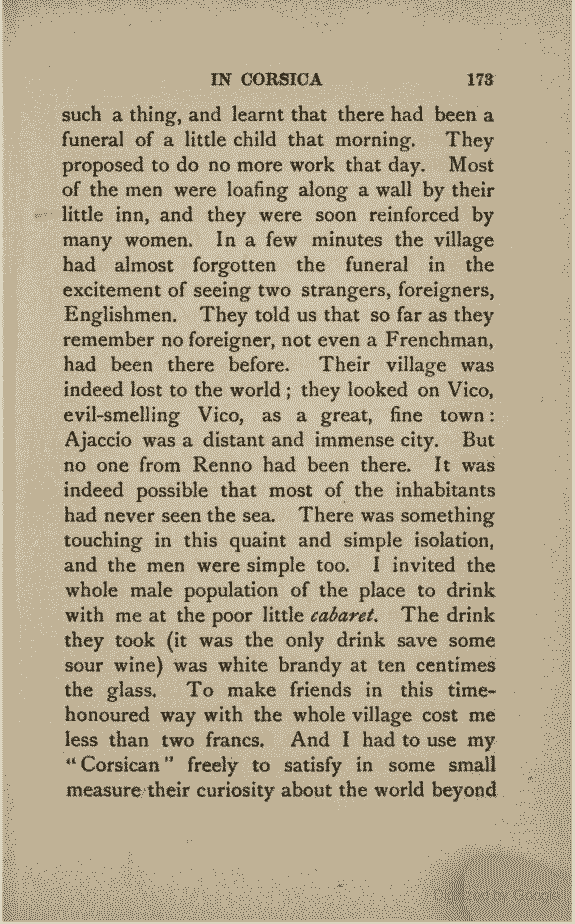 IN CORSICA 173
such a thing, and learnt that there had been a
funeral of a little child that morning. They
proposed to do no more work that day. Most
of the men were loafing along a wall by their
little inn, and they were soon reinforced by
many women. In a few minutes the village
had almost forgotten the funeral in the
excitement of seeing two strangers, foreigners,
Englishmen. They told us that so far as they
remember no foreigner, not even a Frenchman,
had been there before. Their village was
indeed lost to the world ; they looked on Vico,
evil-smelling Vico, as a great, fine town :
Ajaccio was a distant and immense city. But
no one from Renno had been there. It was
indeed possible that most of the inhabitants
had never seen the sea. There was something
touching in this quaint and simple isolation,
and the men were simple too. I invited the
whole male population of the place to drink
with me at the poor little cabaret. The drink
they took (it was the only drink save some
sour wine) was white brandy at ten centimes
the glass. To make friends in this time-
honoured way with the whole village cost me
less than two francs. And I had to use my
“Corsican” freely to satisfy in some small
measure their curiosity about the world beyond
Digitized by Google